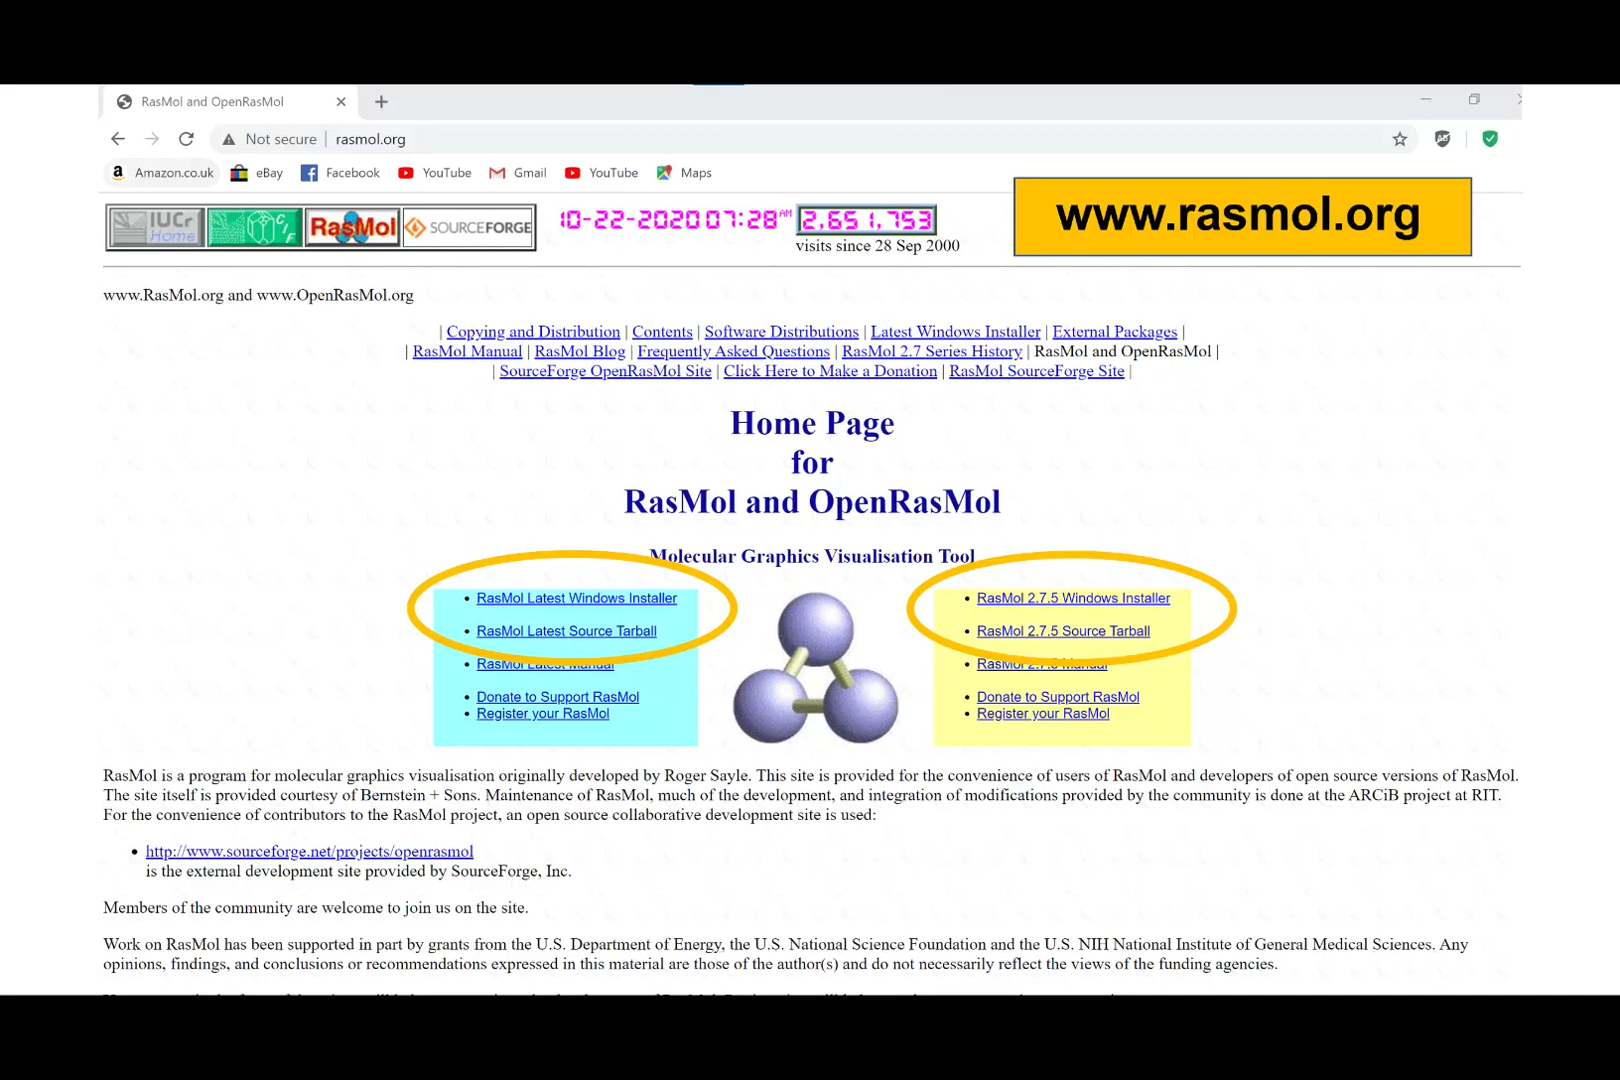 RasMol and OpenRasMol
Not secure | rasmol.org
Amazon.co.uk eBay Facebook YouTube Gmail YouTube Maps
IUCr Home CIF RasMol SOURCEFORGE 10-22-2020 07:28 AM 2,651,753
visits since 28 Sep 2000
www.rasmol.org
www.RasMol.org and www.OpenRasMol.org
| Copying and Distribution | Contents | Software Distributions | Latest Windows Installer | External Packages |
| RasMol Manual | RasMol Blog | Frequently Asked Questions | RasMol 2.7 Series History | RasMol and OpenRasMol |
| SourceForge OpenRasMol Site | Click Here to Make a Donation | RasMol SourceForge Site |
Home Page
for
RasMol and OpenRasMol
Molecular Graphics Visualisation Tool
• RasMol Latest Windows Installer
• RasMol Latest Source Tarball
• RasMol Latest Manual
• Donate to Support RasMol
• Register your RasMol
• RasMol 2.7.5 Windows Installer
• RasMol 2.7.5 Source Tarball
• RasMol 2.7.5 Manual
• Donate to Support RasMol
• Register your RasMol
RasMol is a program for molecular graphics visualisation originally developed by Roger Sayle. This site is provided for the convenience of users of RasMol and developers of open source versions of RasMol.
The site itself is provided courtesy of Bernstein + Sons. Maintenance of RasMol, much of the development, and integration of modifications provided by the community is done at the ARCiB project at RIT.
For the convenience of contributors to the RasMol project, an open source collaborative development site is used:
• http://www.sourceforge.net/projects/openrasmol
is the external development site provided by SourceForge, Inc.
Members of the community are welcome to join us on the site.
Work on RasMol has been supported in part by grants from the U.S. Department of Energy, the U.S. National Science Foundation and the U.S. NIH National Institute of General Medical Sciences. Any
opinions, findings, and conclusions or recommendations expressed in this material are those of the author(s) and do not necessarily reflect the views of the funding agencies.